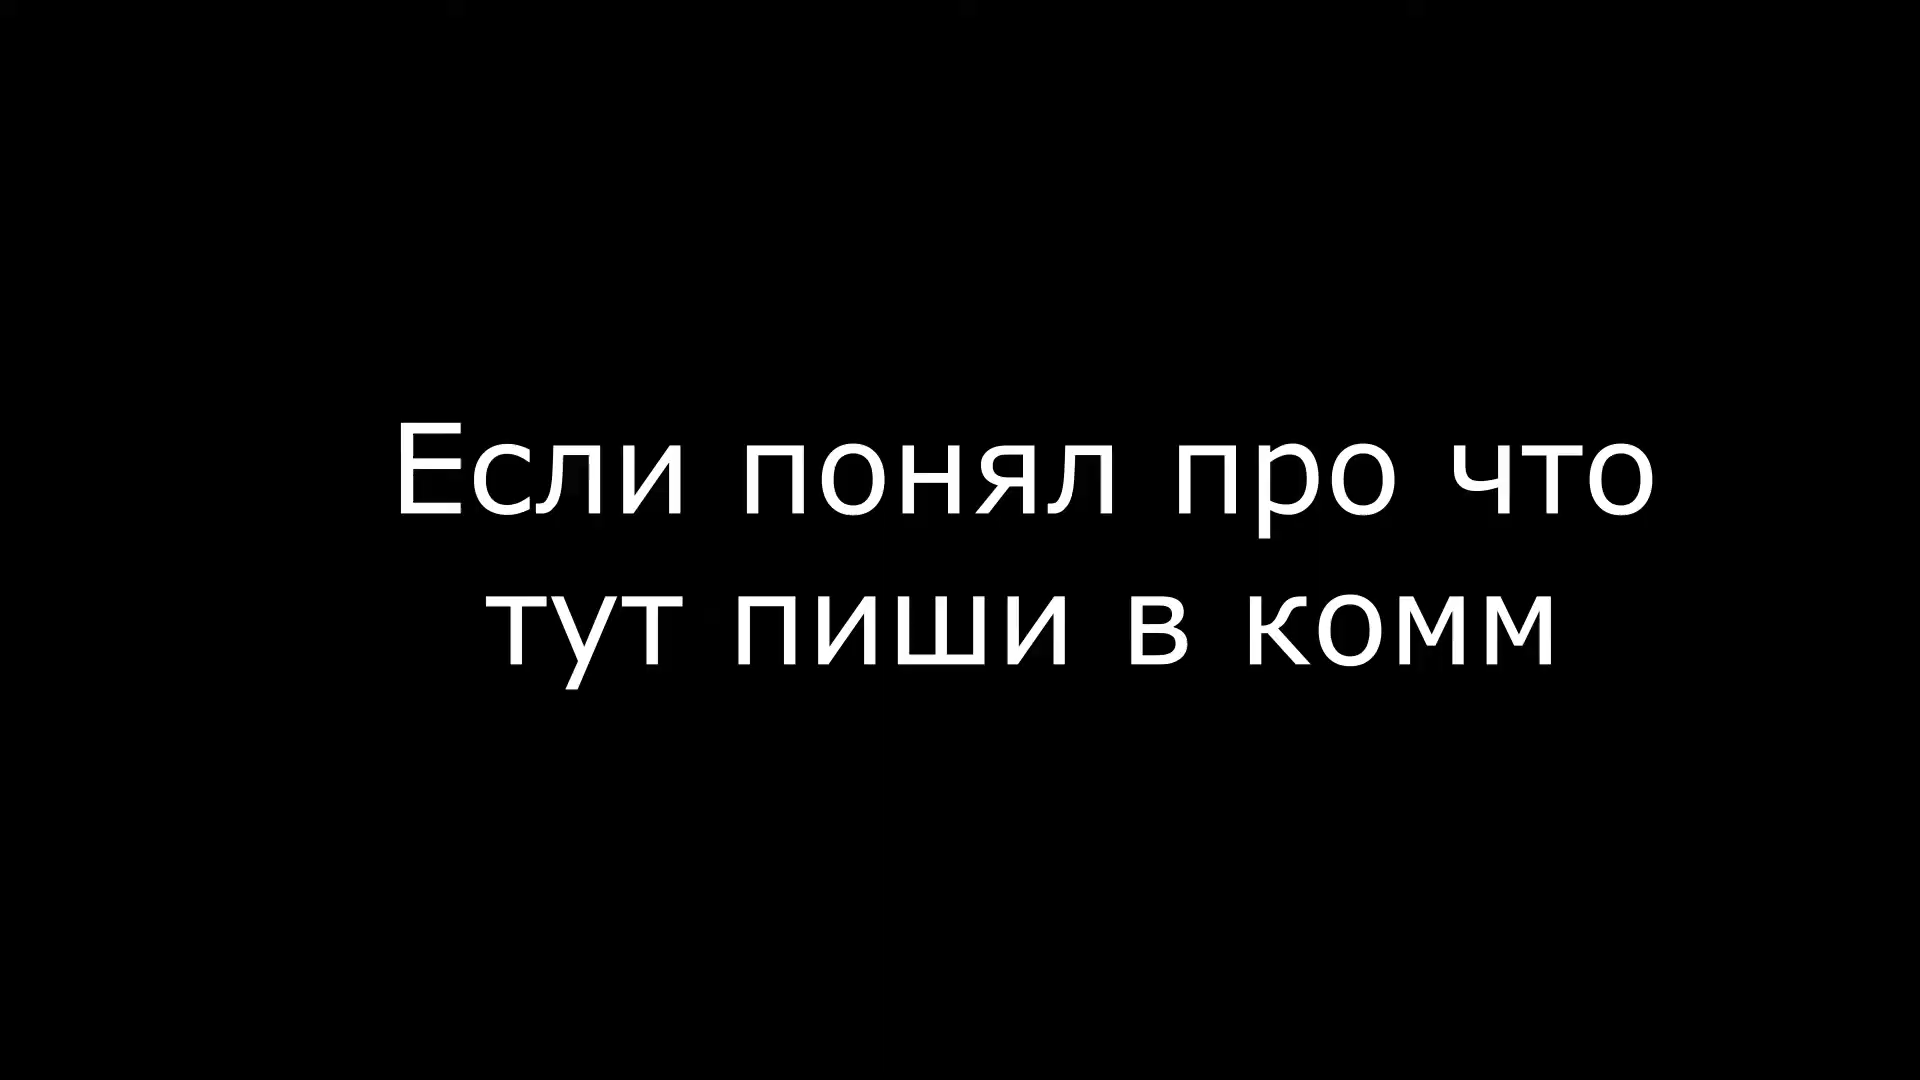 Если понял про что
тут пиши в комм